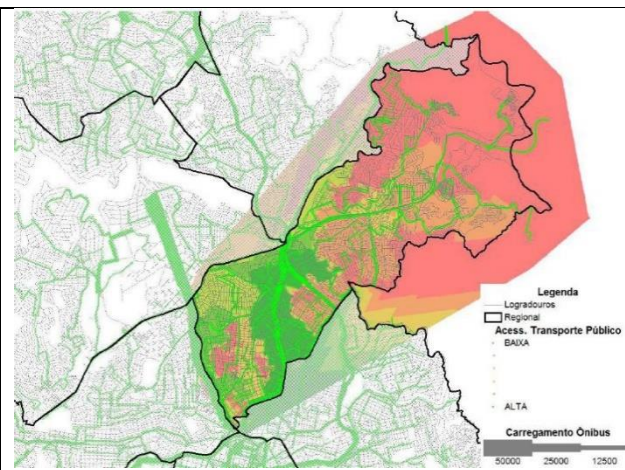 Legenda
Logradouros
Regional
Acess. Transporte Público
BAIXA
ALTA
Carregamento Ônibus
50000 25000 12500